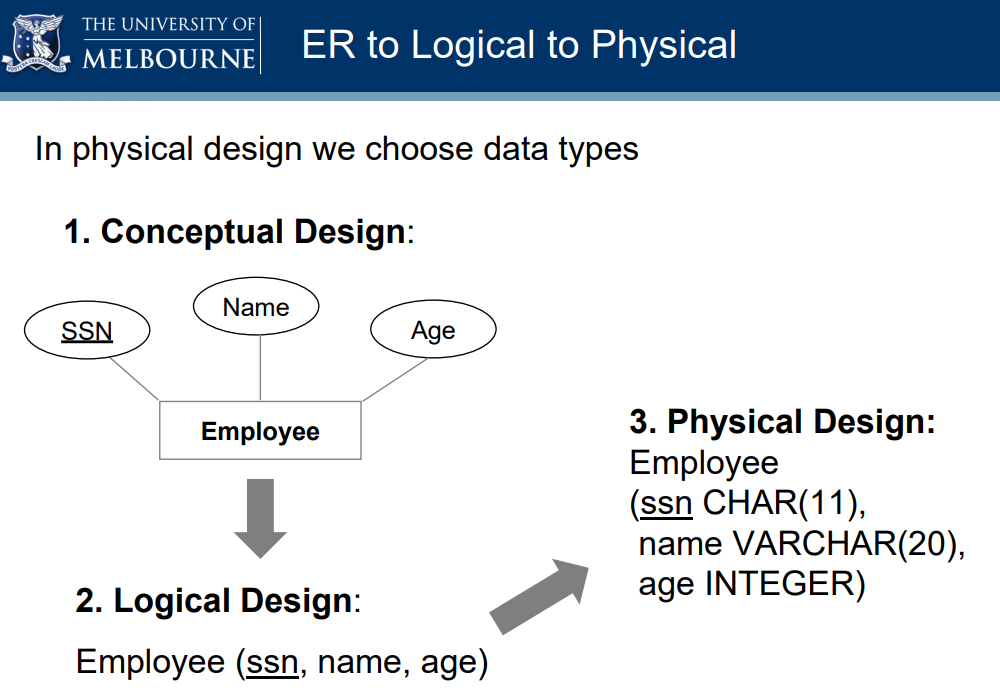 THE UNIVERSITY OF
MELBOURNE
ER to Logical to Physical
In physical design we choose data types
1. Conceptual Design:
SSN
Name
Age
Employee
2. Logical Design:
Employee (ssn, name, age)
3. Physical Design:
Employee
(ssn CHAR(11),
name VARCHAR(20),
age INTEGER)